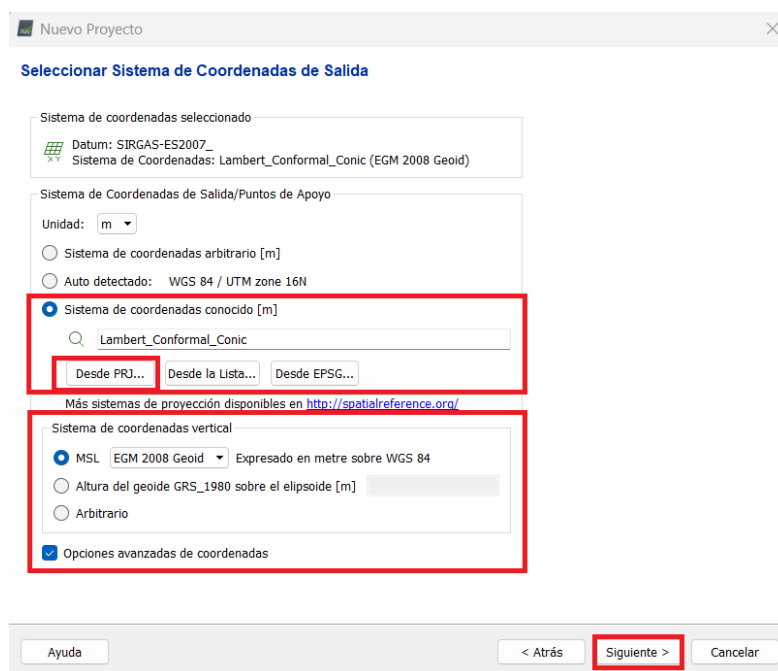 Nuevo Proyecto
Seleccionar Sistema de Coordenadas de Salida
Sistema de coordenadas seleccionado
Datum: SIRGAS-ES2007_
Sistema de Coordenadas: Lambert_Conformal_Conic (EGM 2008 Geoid)
Sistema de Coordenadas de Salida/Puntos de Apoyo
Unidad: m
Sistema de coordenadas arbitrario [m]
Auto detectado: WGS 84 / UTM zone 16N
Sistema de coordenadas conocido [m]
Lambert_Conformal_Conic
Desde PRJ... Desde la Lista... Desde EPSG...
Más sistemas de proyección disponibles en http://spatialreference.org/
Sistema de coordenadas vertical
MSL EGM 2008 Geoid Expresado en metre sobre WGS 84
Altura del geoide GRS_1980 sobre el elipsoide [m]
Arbitrario
Opciones avanzadas de coordenadas
Ayuda < Atrás Siguiente > Cancelar